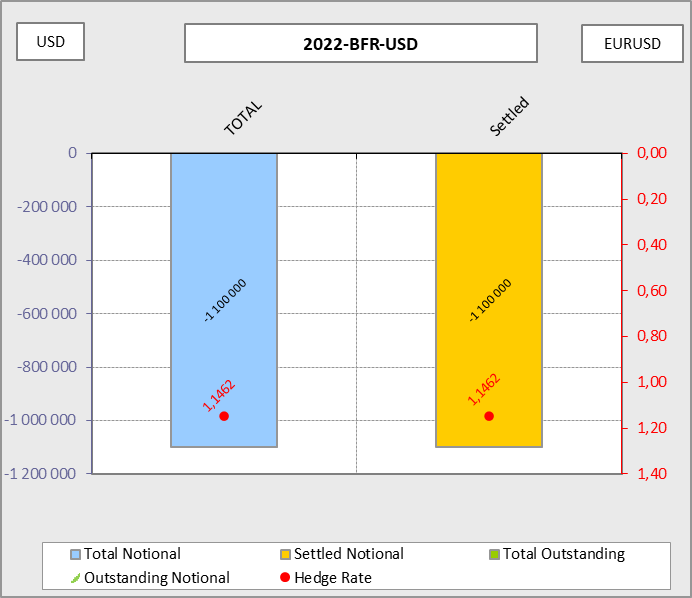 USD
2022-BFR-USD
EURUSD
TOTAL
Settled
0
-200 000
-400 000
-600 000
-800 000
-1 000 000
-1 200 000
-1 100 000
-1 100 000
1,1462
1,1462
0,00
0,20
0,40
0,60
0,80
1,00
1,20
1,40
Total Notional
Settled Notional
Total Outstanding
Outstanding Notional
Hedge Rate